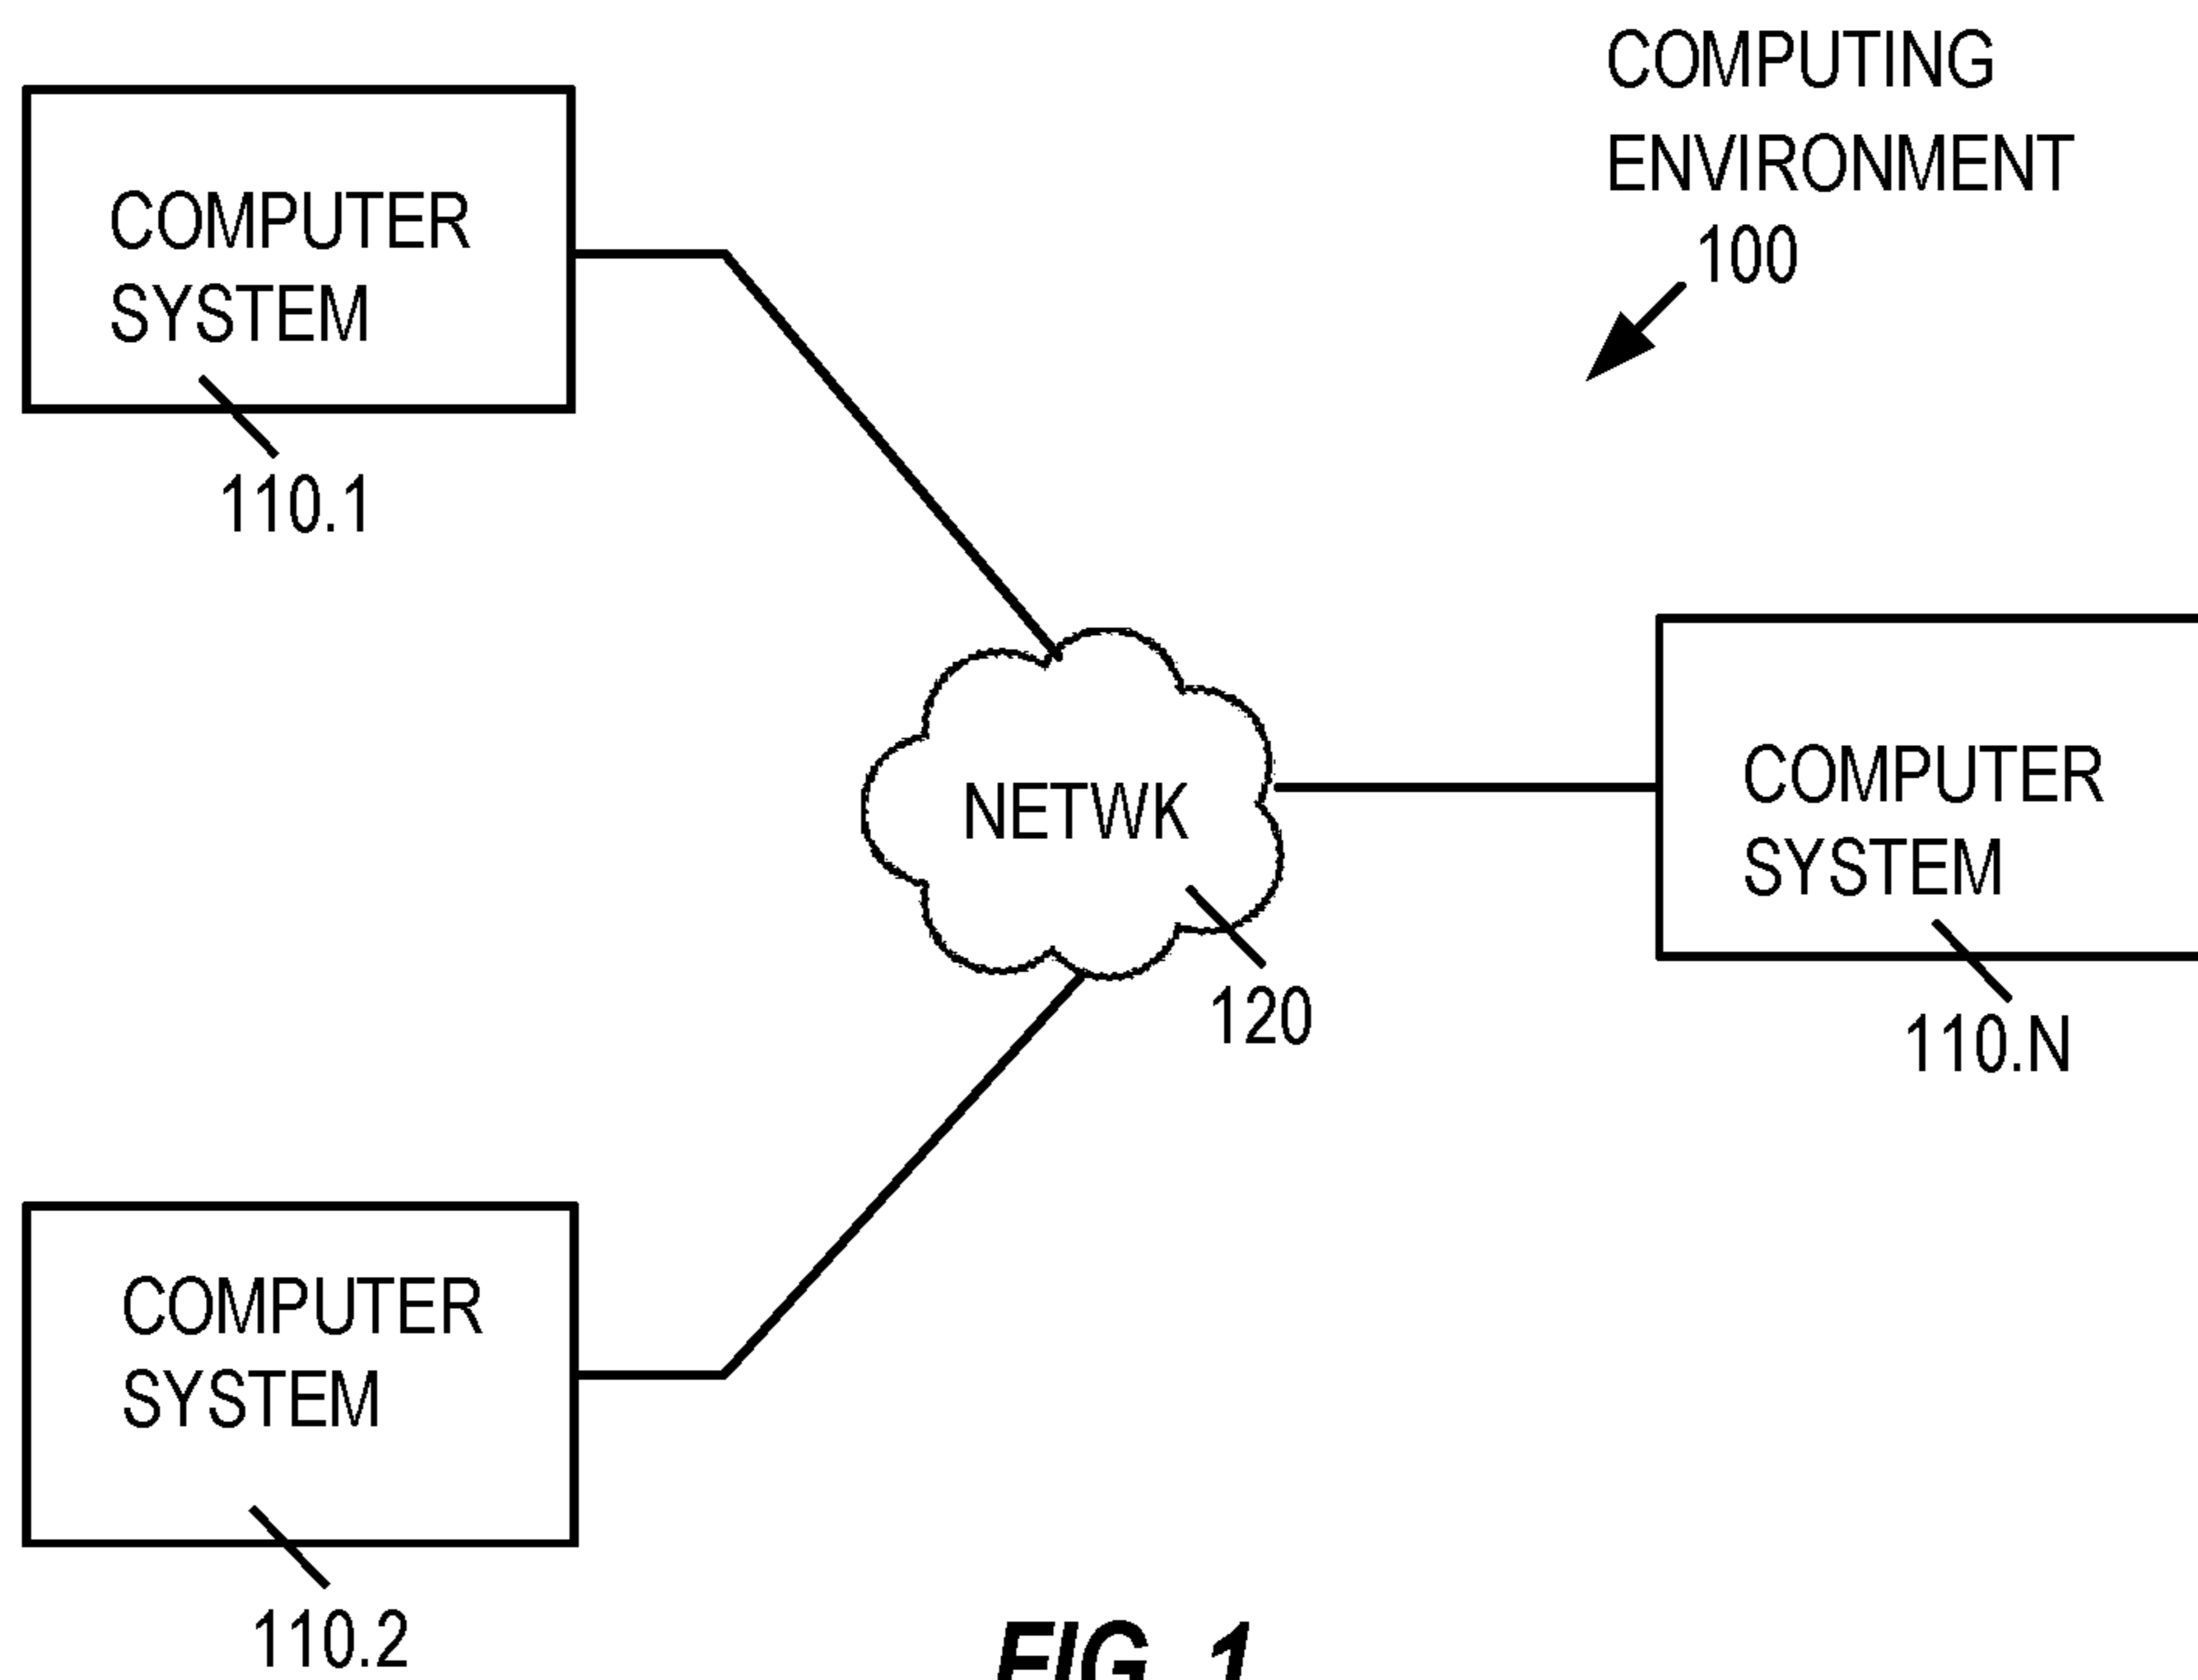 COMPUTING
ENVIRONMENT
100
COMPUTER
SYSTEM
110.1
NETWK
120
COMPUTER
SYSTEM
110.N
COMPUTER
SYSTEM
110.2
FIG. 1